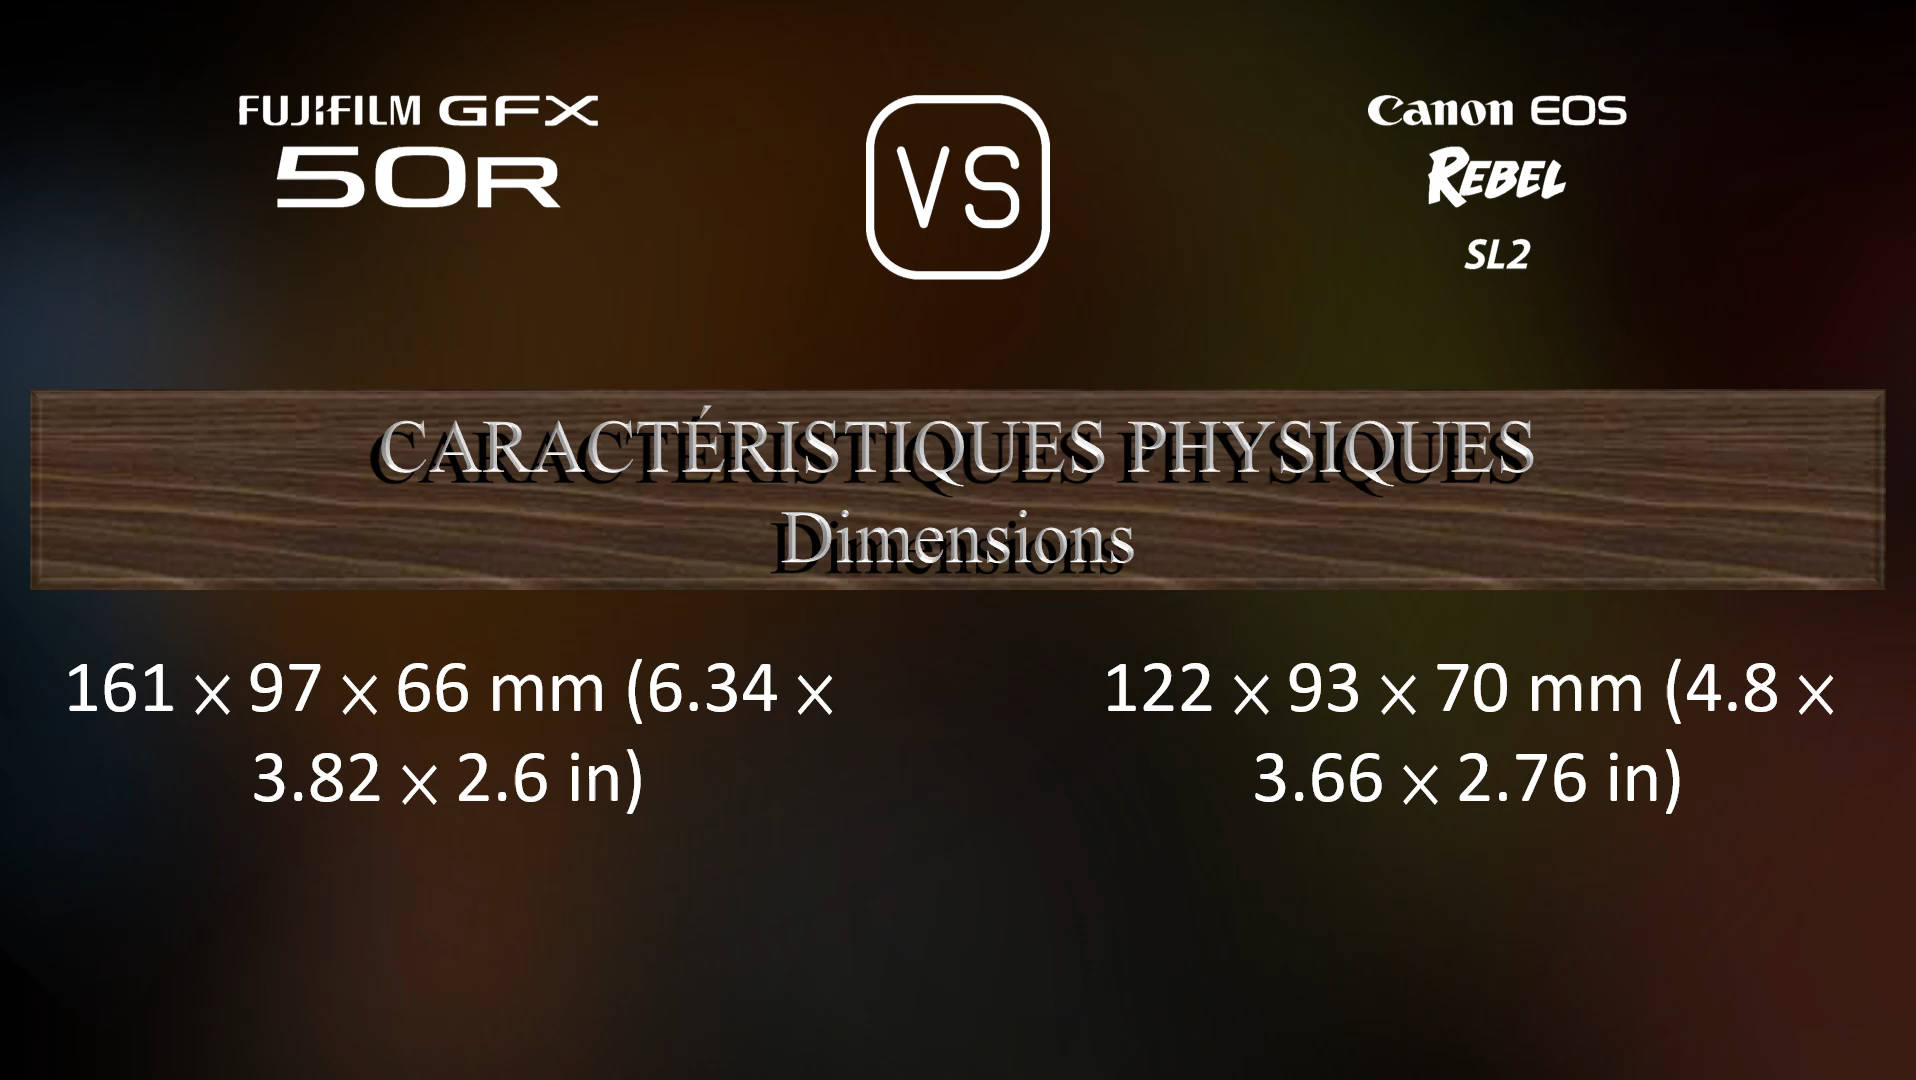 FUJIFILM GFX
50R
VS
Canon EOS
REBEL
SL2
CARACTÉRISTIQUES PHYSIQUES
Dimensions
161 x 97 x 66 mm (6.34 x
3.82 x 2.6 in)
122 x 93 x 70 mm (4.8 x
3.66 x 2.76 in)